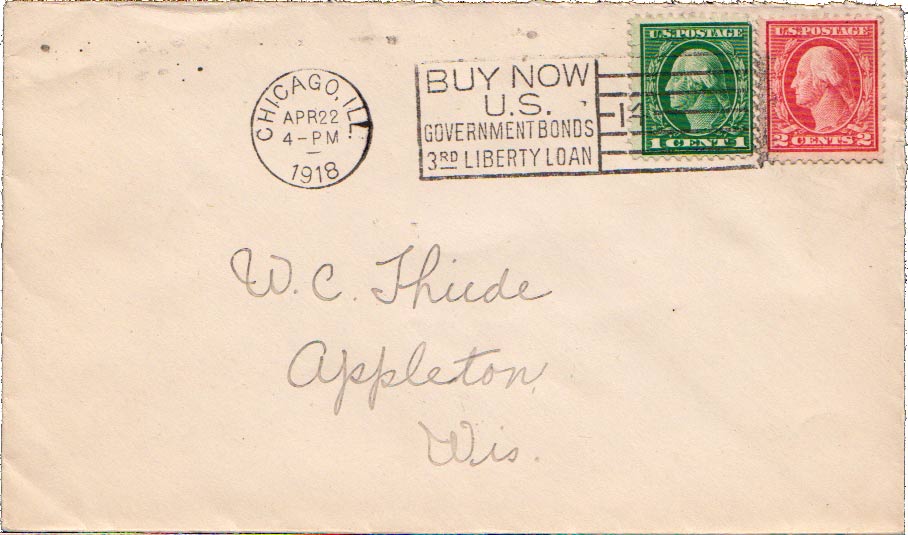 CHICAGO, ILL.
APR 22
4-PM
1918
BUY NOW
U.S.
GOVERNMENT BONDS
3RD LIBERTY LOAN
U.S. POSTAGE
1 CENT 1
U.S. POSTAGE
2 CENTS 2
W. C. Thiede
Appleton
Wis.